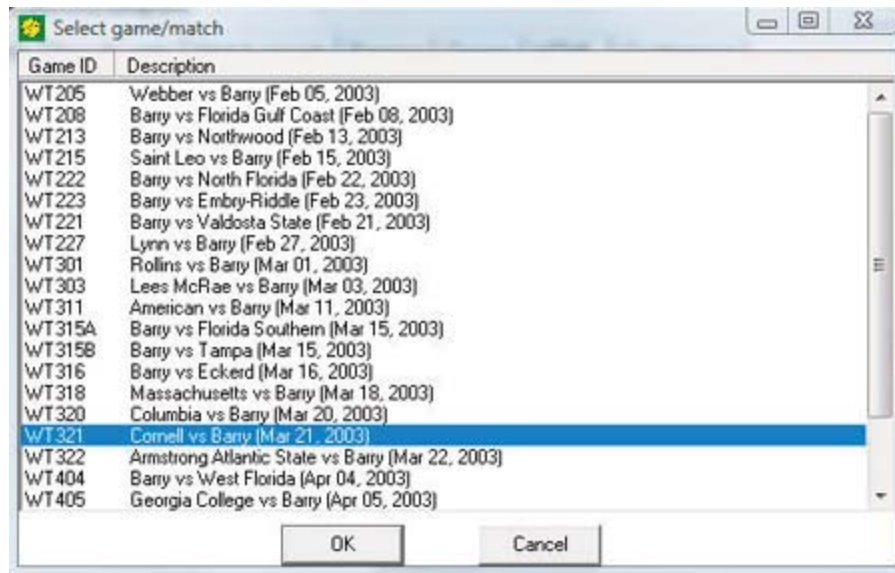 Select game/match
Game ID Description
WT205 Webber vs Barry (Feb 05, 2003)
WT208 Barry vs Florida Gulf Coast (Feb 08, 2003)
WT213 Barry vs Northwood (Feb 13, 2003)
WT215 Saint Leo vs Barry (Feb 15, 2003)
WT222 Barry vs North Florida (Feb 22, 2003)
WT223 Barry vs Embry-Riddle (Feb 23, 2003)
WT221 Barry vs Valdosta State (Feb 21, 2003)
WT227 Lynn vs Barry (Feb 27, 2003)
WT301 Rollins vs Barry (Mar 01, 2003)
WT303 Lees McRae vs Barry (Mar 03, 2003)
WT311 American vs Barry (Mar 11, 2003)
WT315A Barry vs Florida Southern (Mar 15, 2003)
WT315B Barry vs Tampa (Mar 15, 2003)
WT316 Barry vs Eckerd (Mar 16, 2003)
WT318 Massachusetts vs Barry (Mar 18, 2003)
WT320 Columbia vs Barry (Mar 20, 2003)
WT321 Cornell vs Barry (Mar 21, 2003)
WT322 Armstrong Atlantic State vs Barry (Mar 22, 2003)
WT404 Barry vs West Florida (Apr 04, 2003)
WT405 Georgia College vs Barry (Apr 05, 2003)
OK Cancel